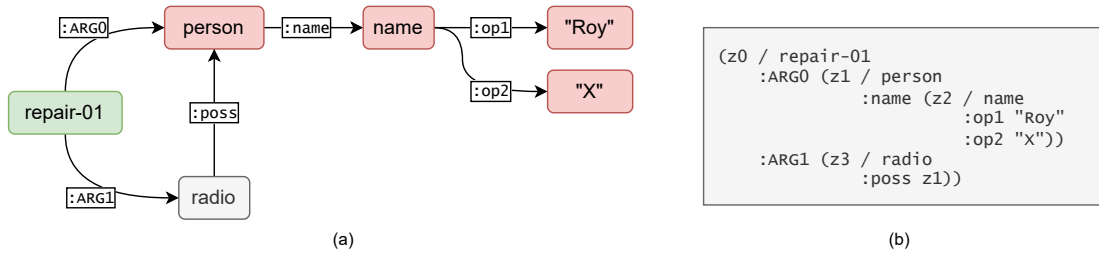 :ARG0
person
:name
name
:op1
"Roy"
:op2
"X"
repair-01
:poss
:ARG1
radio
(a)
(z0 / repair-01
:ARG0 (z1 / person
:name (z2 / name
:op1 "Roy"
:op2 "X"))
:ARG1 (z3 / radio
:poss z1))
(b)